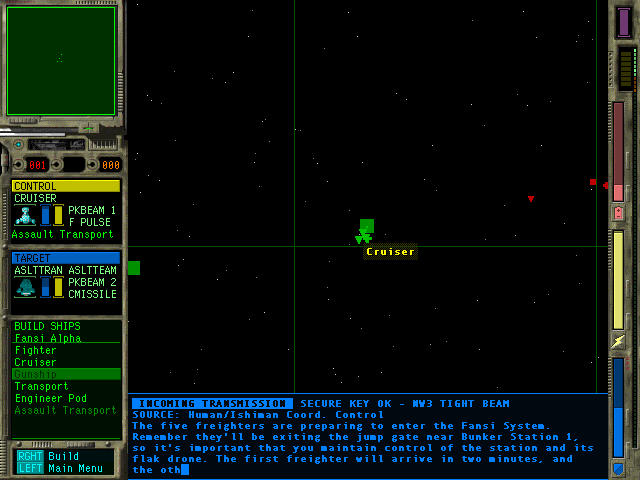 001
000
CONTROL
CRUISER
PKBEAM 1
F PULSE
Assault Transport
TARGET
ASLTTRAN ASLTTEAM
PKBEAM 2
CMISSILE
BUILD SHIPS
Fansi Alpha
Fighter
Cruiser
Gunship
Transport
Engineer Pod
Assault Transport
RGHT Build
LEFT Main Menu
Cruiser
INCOMING TRANSMISSION SECURE KEY OK - NW3 TIGHT BEAM
SOURCE: Human/Ishiman Coord. Control
The five freighters are preparing to enter the Fansi System.
Remember they'll be exiting the jump gate near Bunker Station 1,
so it's important that you maintain control of the station and its
flak drone. The first freighter will arrive in two minutes, and
the oth